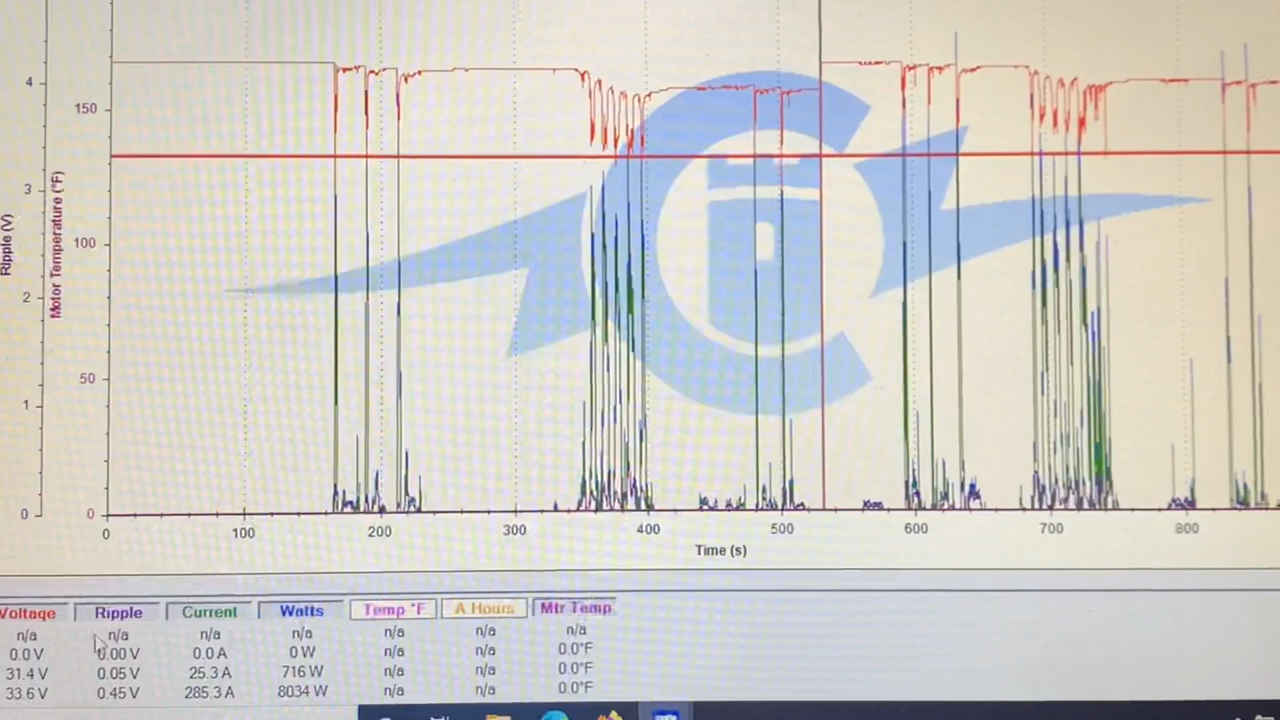 4
150
3
Ripple (V)
Motor Temperature (°F)
100
2
50
1
0
0
0 100 200 300 400 500 600 700 800
Time (s)
Voltage Ripple Current Watts Temp °F A Hours Mtr Temp
n/a n/a n/a n/a n/a n/a n/a
0.0 V 0.00 V 0.0 A 0 W n/a n/a 0.0°F
31.4 V 0.05 V 25.3 A 716 W n/a n/a 0.0°F
33.6 V 0.45 V 285.3 A 8034 W n/a n/a 0.0°F